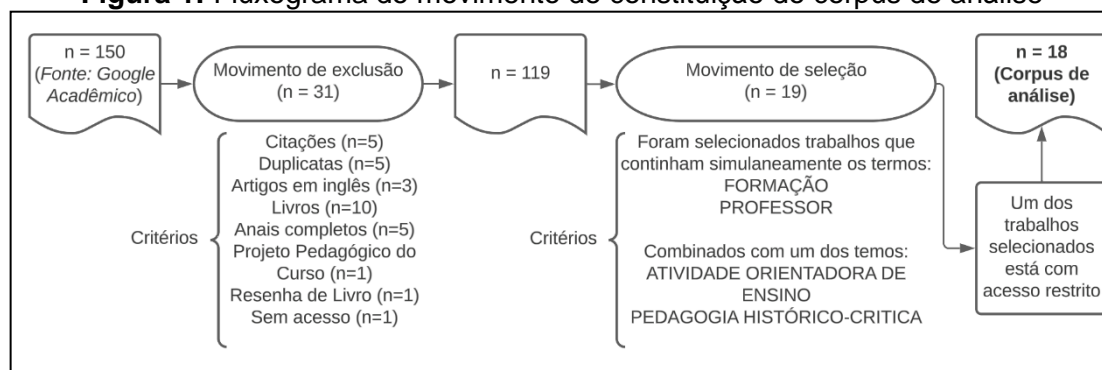 Figura 1: Fluxograma do movimento de constituição do corpus de análise
n = 150
(Fonte: Google
Acadêmico)
Movimento de exclusão
(n = 31)
n = 119
Movimento de seleção
(n = 19)
n = 18
(Corpus de
análise)
Critérios
Citações (n=5)
Duplicatas (n=5)
Artigos em inglês (n=3)
Livros (n=10)
Anais completos (n=5)
Projeto Pedagógico do
Curso (n=1)
Resenha de Livro (n=1)
Sem acesso (n=1)
Critérios
Foram selecionados trabalhos que
continham simulaneamente os termos:
FORMAÇÃO
PROFESSOR
Combinados com um dos temos:
ATIVIDADE ORIENTADORA DE
ENSINO
PEDAGOGIA HISTÓRICO-CRITICA
Um dos
trabalhos
selecionados
está com
acesso restrito